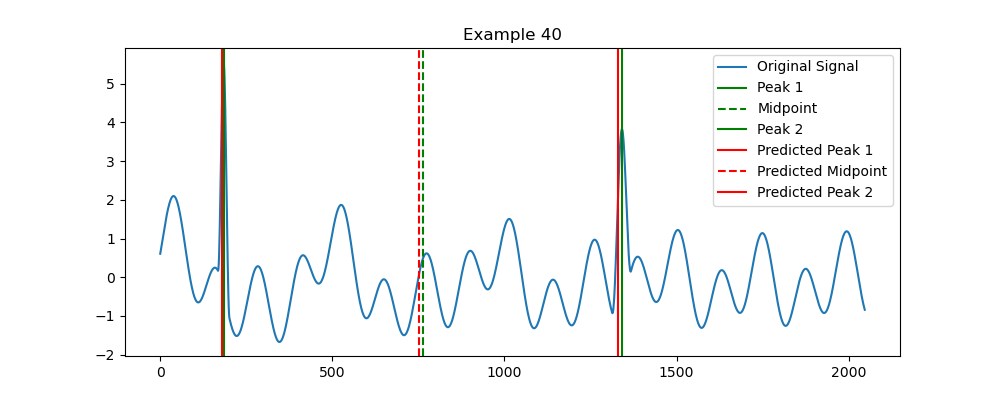 Example 40
Original Signal
Peak 1
Midpoint
Peak 2
Predicted Peak 1
Predicted Midpoint
Predicted Peak 2
5
4
3
2
1
0
−1
−2
0 500 1000 1500 2000